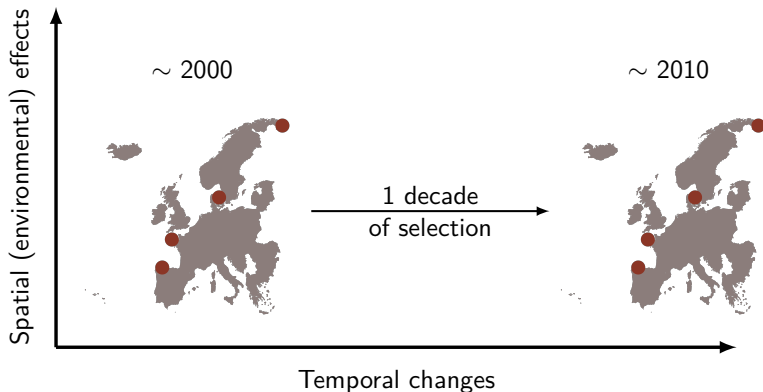 Spatial (environmental) effects
∼ 2000
∼ 2010
1 decade
of selection
Temporal changes